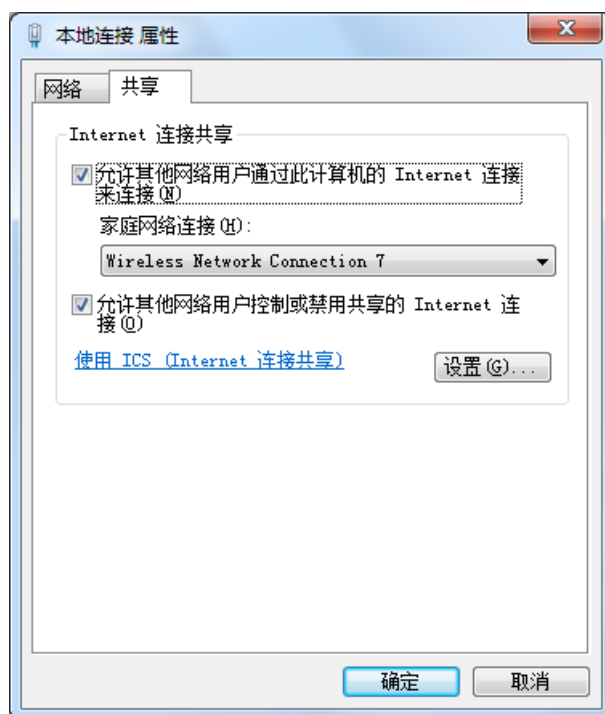 本地连接 属性
网络
共享
Internet 连接共享
允许其他网络用户通过此计算机的 Internet 连接
来连接(N)
家庭网络连接(H):
Wireless Network Connection 7
允许其他网络用户控制或禁用共享的 Internet 连
接(O)
使用 ICS (Internet 连接共享)
设置(G)...
确定
取消